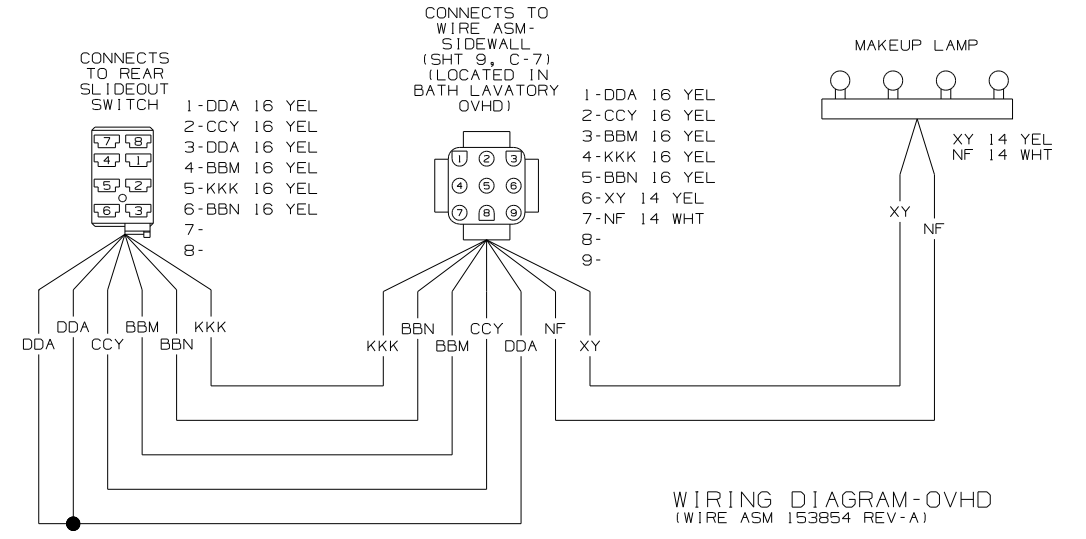 CONNECTS
TO REAR
SLIDEOUT
SWITCH
1-DDA 16 YEL
2-CCY 16 YEL
3-DDA 16 YEL
4-BBM 16 YEL
5-KKK 16 YEL
6-BBN 16 YEL
7-
8-
7 8
4 1
5 2
6 3
CONNECTS TO
WIRE ASM-
SIDEWALL
(SHT 9, C-7)
(LOCATED IN
BATH LAVATORY
OVHD)
1 2 3
4 5 6
7 8 9
1-DDA 16 YEL
2-CCY 16 YEL
3-BBM 16 YEL
4-KKK 16 YEL
5-BBN 16 YEL
6-XY 14 YEL
7-NF 14 WHT
8-
9-
MAKEUP LAMP
XY 14 YEL
NF 14 WHT
XY
NF
DDA
DDA
CCY
BBM
BBN
KKK
KKK
BBN
BBM
CCY
DDA
NF
XY
WIRING DIAGRAM-OVHD
(WIRE ASM 153854 REV-A)